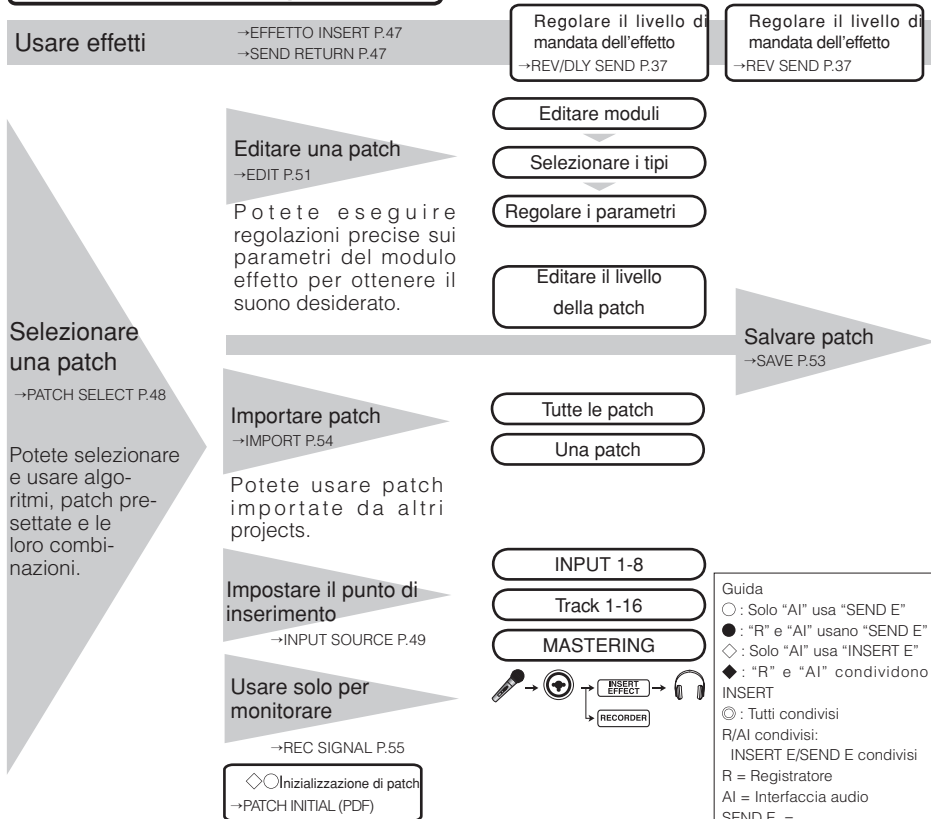 Usare effetti
→EFFETTO INSERT P.47
→SEND RETURN P.47
Regolare il livello di
mandata dell'effetto
→REV/DLY SEND P.37
Regolare il livello di
mandata dell'effetto
→REV SEND P.37
Selezionare
una patch
→PATCH SELECT P.48
Potete selezionare
e usare algo-
ritmi, patch pre-
settate e le
loro combi-
nazioni.
Editare una patch
→EDIT P.51
Potete eseguire
regolazioni precise sui
parametri del modulo
effetto per ottenere il
suono desiderato.
Editare moduli
Selezionare i tipi
Regolare i parametri
Editare il livello
della patch
Salvare patch
→SAVE P.53
Importare patch
→IMPORT P.54
Potete usare patch
importate da altri
projects.
Tutte le patch
Una patch
Impostare il punto di
inserimento
→INPUT SOURCE P.49
INPUT 1-8
Track 1-16
MASTERING
Usare solo per
monitorare
→REC SIGNAL P.55
→ → INSERT EFFECT →
RECORDER
◇○Inizializzazione di patch
→PATCH INITIAL (PDF)
Guida
○ : Solo “AI” usa “SEND E”
● : “R” e “AI” usano “SEND E”
◇ : Solo “AI” usa “INSERT E”
◆ : “R” e “AI” condividono
INSERT
◎ : Tutti condivisi
R/AI condivisi:
INSERT E/SEND E condivisi
R = Registratore
AI = Interfaccia audio
SEND E =